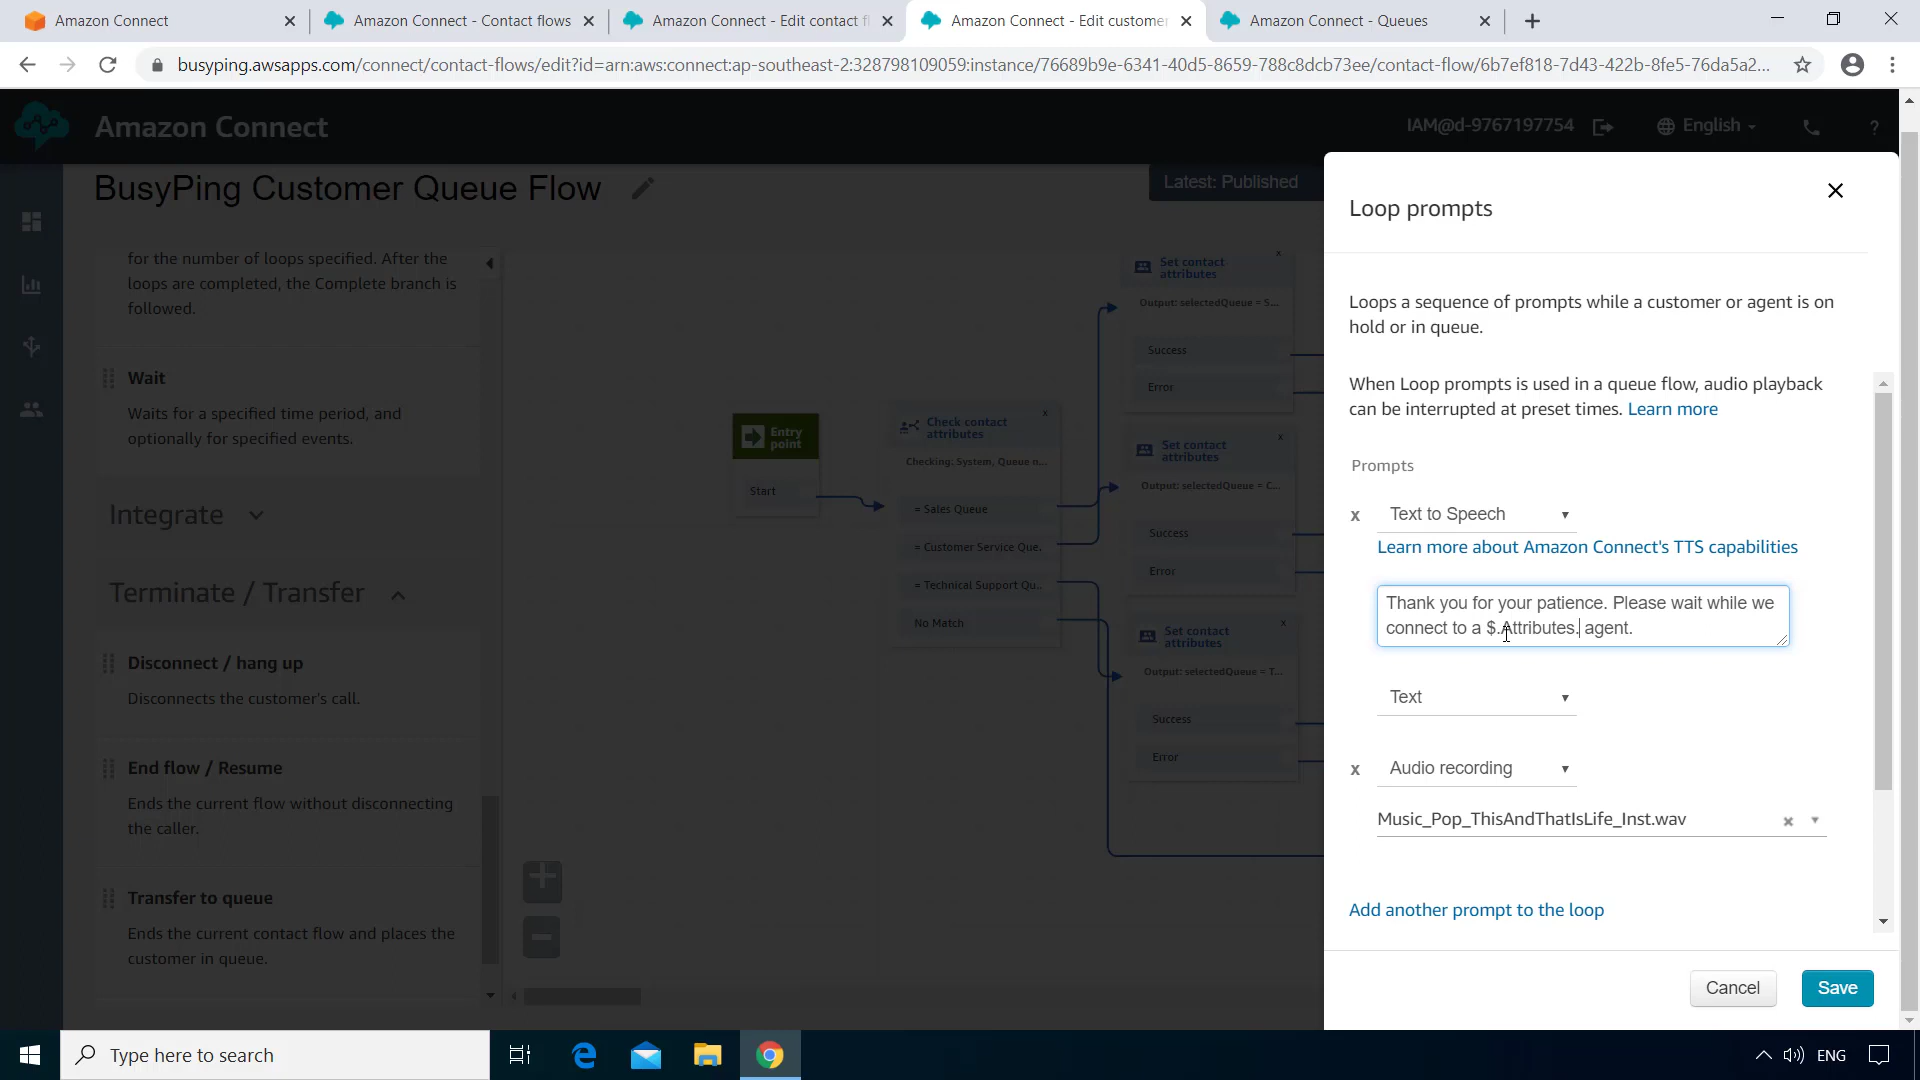 Amazon Connect
Amazon Connect - Contact flows
Amazon Connect - Edit contact fl
Amazon Connect - Edit customer
Amazon Connect - Queues
busyping.awsapps.com/connect/contact-flows/edit?id=arn:aws:connect:ap-southeast-2:328798109059:instance/76689b9e-6341-40d5-8659-788c8dcb73ee/contact-flow/6b7ef818-7d43-422b-8fe5-76da5a2...
Amazon Connect
IAM@d-9767197754
English
?
BusyPing Customer Queue Flow
Latest: Published
for the number of loops specified. After the
loops are completed, the Complete branch is
followed.
Wait
Waits for a specified time period, and
optionally for specified events.
Integrate
Terminate / Transfer
Disconnect / hang up
Disconnects the customer's call.
End flow / Resume
Ends the current flow without disconnecting
the caller.
Transfer to queue
Ends the current contact flow and places the
customer in queue.
Entry
point
Start
x
Check contact
attributes
Checking: System, Queue n...
= Sales Queue
= Customer Service Que.
= Technical Support Qu..
No Match
x
Set contact
attributes
Output: selectedQueue = S...
Success
Error
x
Set contact
attributes
Output: selectedQueue = C...
Success
Error
x
Set contact
attributes
Output: selectedQueue = T...
Success
Error
Loop prompts
Loops a sequence of prompts while a customer or agent is on
hold or in queue.
When Loop prompts is used in a queue flow, audio playback
can be interrupted at preset times. Learn more
Prompts
x Text to Speech
Learn more about Amazon Connect's TTS capabilities
Thank you for your patience. Please wait while we
connect to a $.Attributes. agent.
Text
x Audio recording
Music_Pop_ThisAndThatIsLife_Inst.wav
Add another prompt to the loop
Cancel
Save
Type here to search
ENG